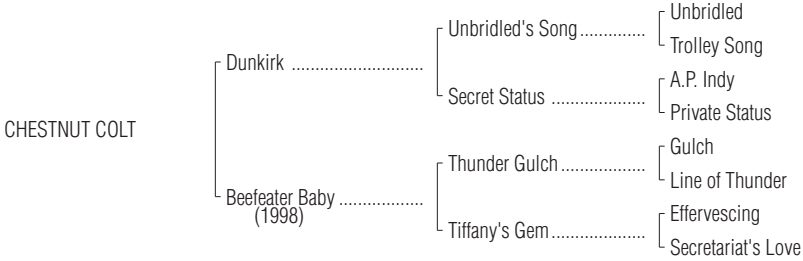 Unbridled
Unbridled's Song..............
Trolley Song
Dunkirk ............................
A.P. Indy
Secret Status ....................
Private Status
CHESTNUT COLT
Gulch
Thunder Gulch..................
Line of Thunder
Beefeater Baby ..................
(1998)
Effervescing
Tiffany's Gem....................
Secretariat's Love